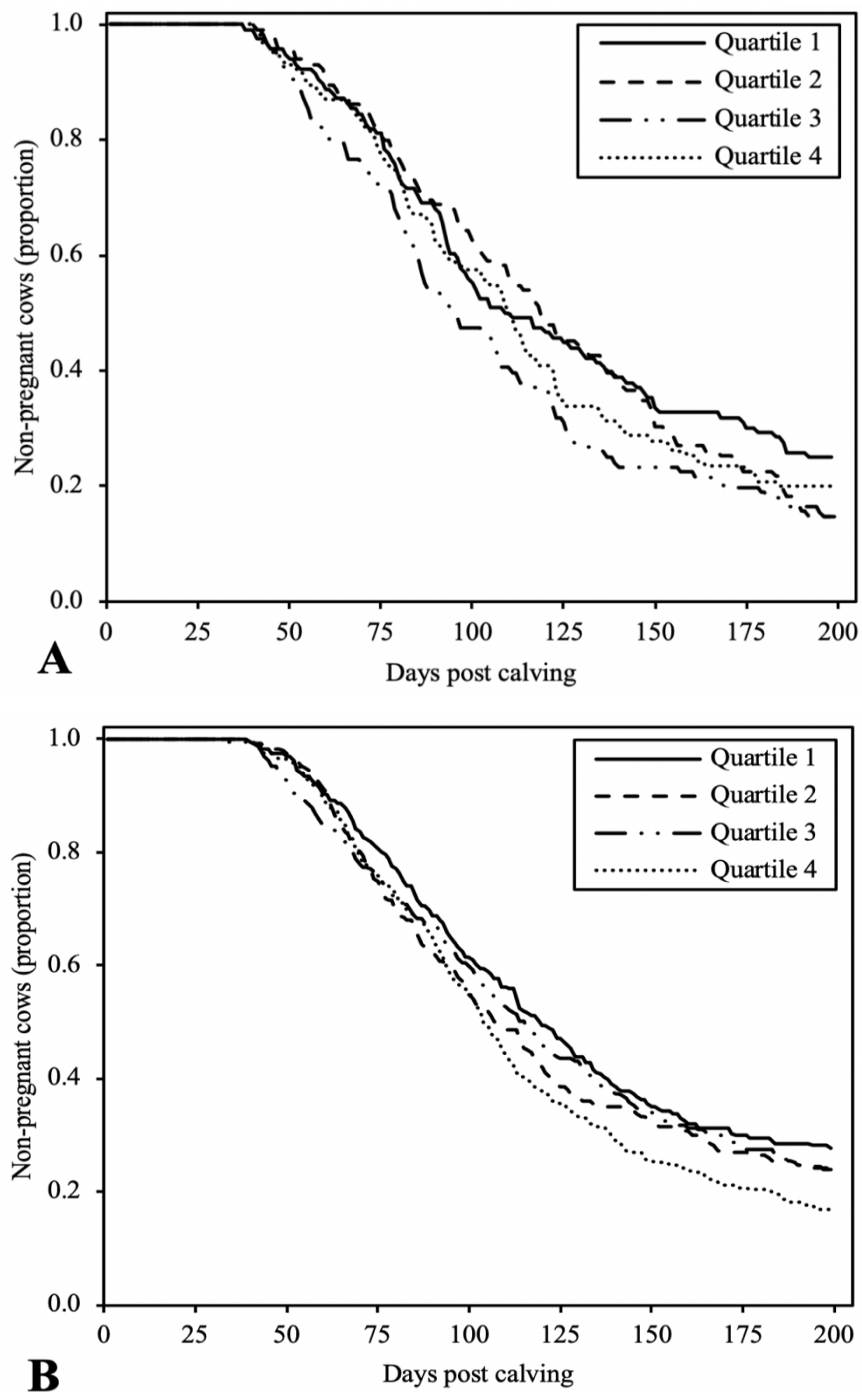 1.0
0.8
0.6
0.4
0.2
0.0
Non-pregnant cows (proportion)
Quartile 1
Quartile 2
Quartile 3
Quartile 4
0 25 50 75 100 125 150 175 200
Days post calving
A
1.0
0.8
0.6
0.4
0.2
0.0
Non-pregnant cows (proportion)
Quartile 1
Quartile 2
Quartile 3
Quartile 4
0 25 50 75 100 125 150 175 200
Days post calving
B